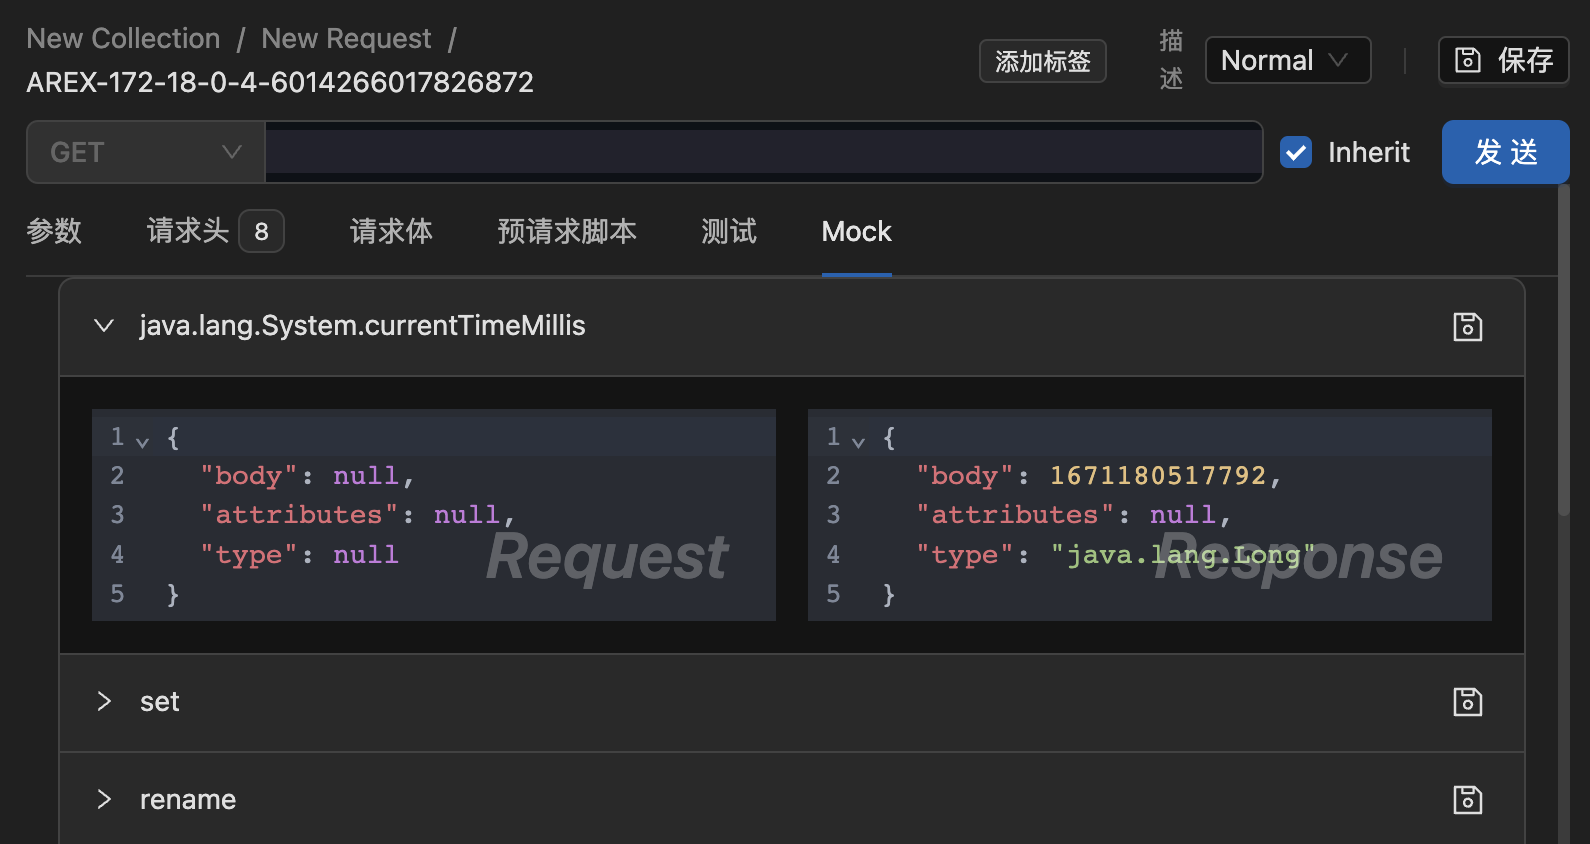 New Collection / New Request /
AREX-172-18-0-4-6014266017826872
添加标签
描述
Normal
保存
GET
Inherit
发送
参数
请求头 8
请求体
预请求脚本
测试
Mock
java.lang.System.currentTimeMillis
1 {
2 "body": null,
3 "attributes": null,
4 "type": null
5 }
Request
1 {
2 "body": 1671180517792,
3 "attributes": null,
4 "type": "java.lang.Long"
5 }
Response
set
rename